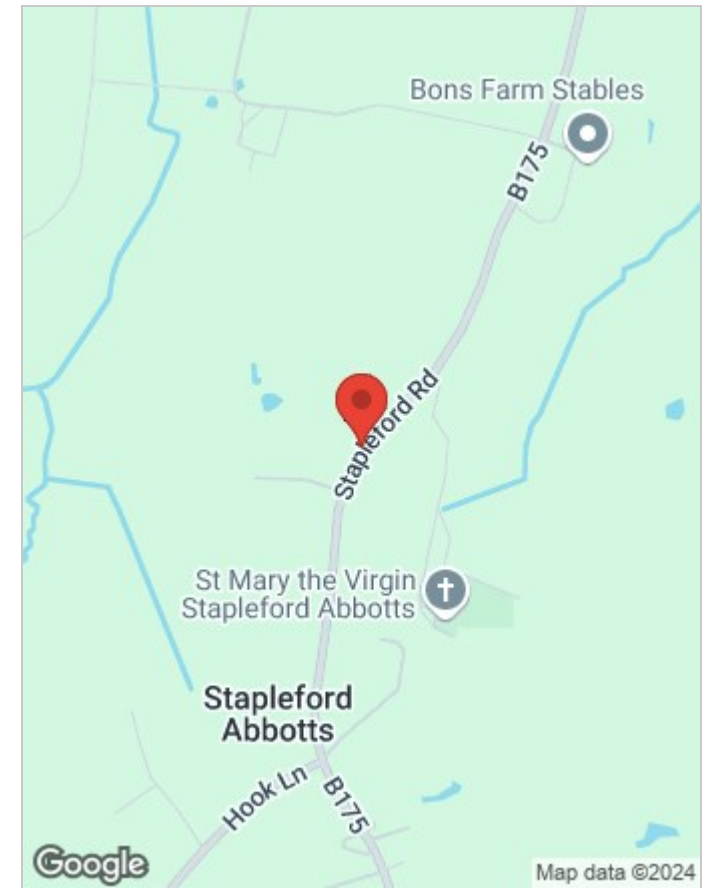 Bons Farm Stables
B175
Stapleford Rd
St Mary the Virgin
Stapleford Abbotts
Stapleford
Abbotts
Hook Ln
B175
Google
Map data ©2024